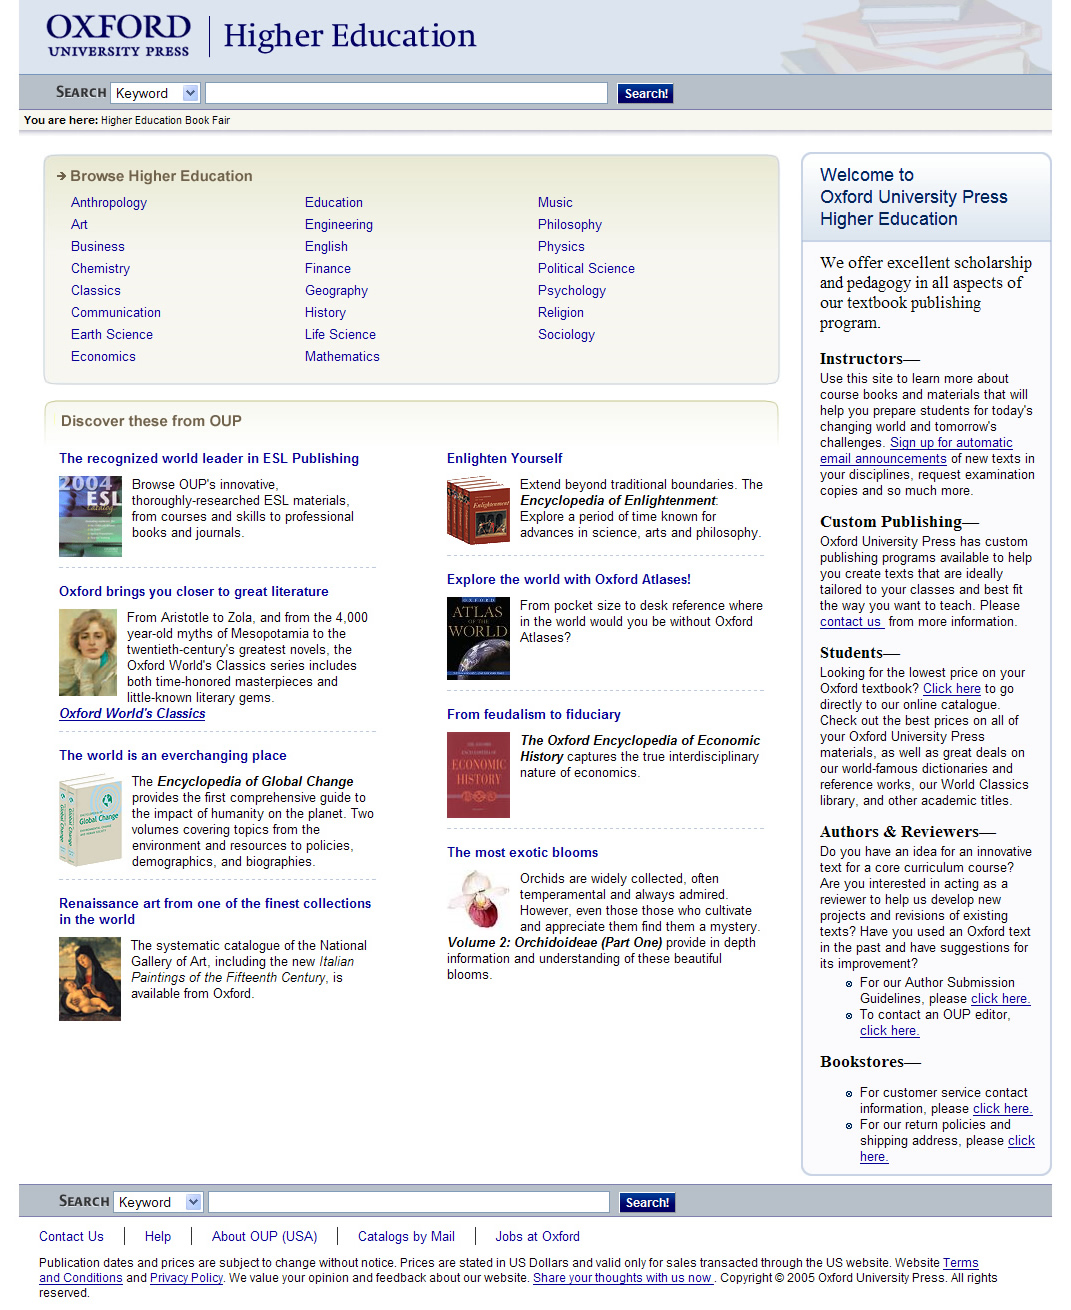 OXFORD
UNIVERSITY PRESS
Higher Education
SEARCH Keyword Search!
You are here: Higher Education Book Fair
Browse Higher Education
Anthropology
Art
Business
Chemistry
Classics
Communication
Earth Science
Economics
Education
Engineering
English
Finance
Geography
History
Life Science
Mathematics
Music
Philosophy
Physics
Political Science
Psychology
Religion
Sociology
Discover these from OUP
The recognized world leader in ESL Publishing
2004
ESL
Browse OUP's innovative,
thoroughly-researched ESL materials,
from courses and skills to professional
books and journals.
Oxford brings you closer to great literature
From Aristotle to Zola, and from the 4,000
year-old myths of Mesopotamia to the
twentieth-century's greatest novels, the
Oxford World's Classics series includes
both time-honored masterpieces and
little-known literary gems.
Oxford World's Classics
The world is an everchanging place
Global Change
The Encyclopedia of Global Change
provides the first comprehensive guide to
the impact of humanity on the planet. Two
volumes covering topics from the
environment and resources to policies,
demographics, and biographies.
Renaissance art from one of the finest collections
in the world
The systematic catalogue of the National
Gallery of Art, including the new Italian
Paintings of the Fifteenth Century, is
available from Oxford.
Enlighten Yourself
Enlightenment
Extend beyond traditional boundaries. The
Encyclopedia of Enlightenment:
Explore a period of time known for
advances in science, arts and philosophy.
Explore the world with Oxford Atlases!
OXFORD
ATLAS
OF THE
WORLD
From pocket size to desk reference where
in the world would you be without Oxford
Atlases?
From feudalism to fiduciary
ECONOMIC
HISTORY
The Oxford Encyclopedia of Economic
History captures the true interdisciplinary
nature of economics.
The most exotic blooms
Orchids are widely collected, often
temperamental and always admired.
However, even those those who cultivate
and appreciate them find them a mystery.
Volume 2: Orchidoideae (Part One) provide in depth
information and understanding of these beautiful
blooms.
Welcome to
Oxford University Press
Higher Education
We offer excellent scholarship
and pedagogy in all aspects of
our textbook publishing
program.
Instructors—
Use this site to learn more about
course books and materials that will
help you prepare students for today's
changing world and tomorrow's
challenges. Sign up for automatic
email announcements of new texts in
your disciplines, request examination
copies and so much more.
Custom Publishing—
Oxford University Press has custom
publishing programs available to help
you create texts that are ideally
tailored to your classes and best fit
the way you want to teach. Please
contact us from more information.
Students—
Looking for the lowest price on your
Oxford textbook? Click here to go
directly to our online catalogue.
Check out the best prices on all of
your Oxford University Press
materials, as well as great deals on
our world-famous dictionaries and
reference works, our World Classics
library, and other academic titles.
Authors & Reviewers—
Do you have an idea for an innovative
text for a core curriculum course?
Are you interested in acting as a
reviewer to help us develop new
projects and revisions of existing
texts? Have you used an Oxford text
in the past and have suggestions for
its improvement?
For our Author Submission
Guidelines, please click here.
To contact an OUP editor,
click here.
Bookstores—
For customer service contact
information, please click here.
For our return policies and
shipping address, please click
here.
SEARCH Keyword Search!
Contact Us
Help
About OUP (USA)
Catalogs by Mail
Jobs at Oxford
Publication dates and prices are subject to change without notice. Prices are stated in US Dollars and valid only for sales transacted through the US website. Website Terms
and Conditions and Privacy Policy. We value your opinion and feedback about our website. Share your thoughts with us now . Copyright © 2005 Oxford University Press. All rights
reserved.